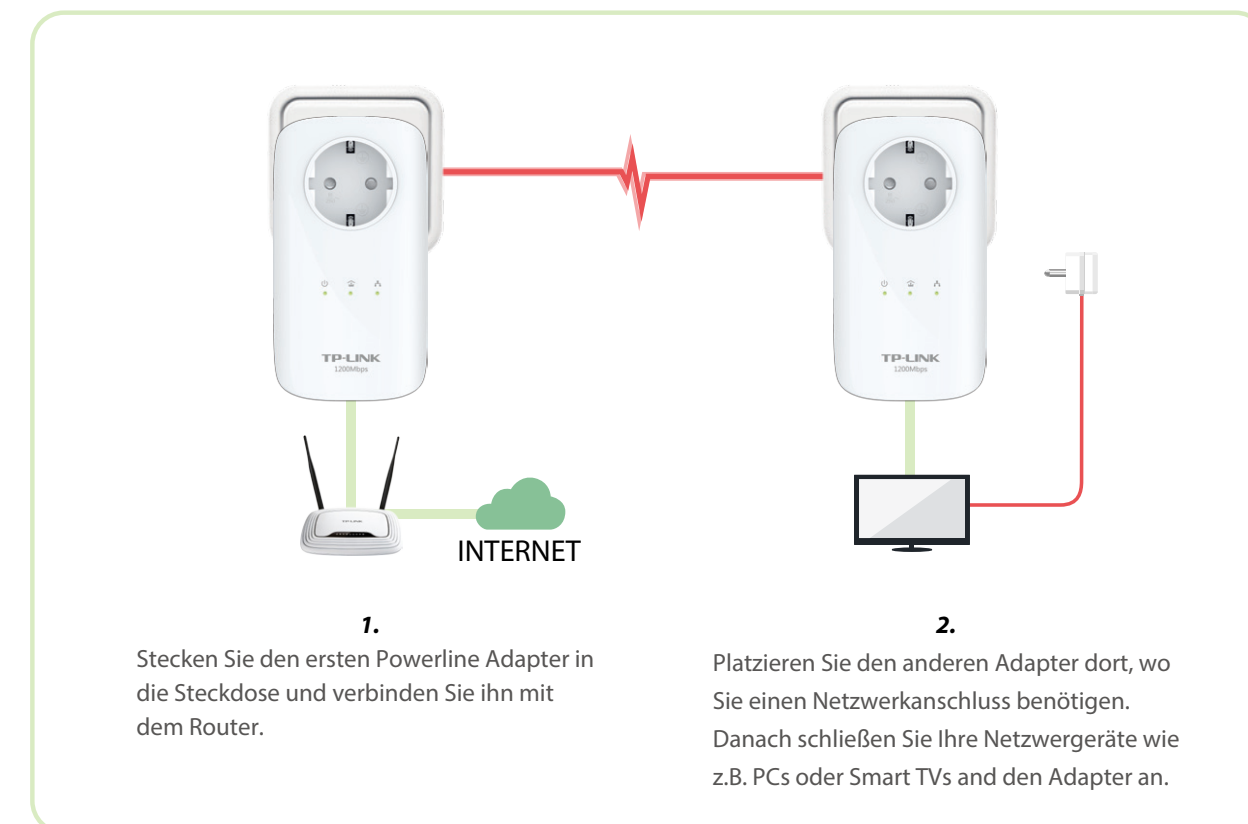 TP-LINK
1200Mbps
TP-LINK
1200Mbps
TP-LINK
INTERNET
1.
Stecken Sie den ersten Powerline Adapter in
die Steckdose und verbinden Sie ihn mit
dem Router.
2.
Platzieren Sie den anderen Adapter dort, wo
Sie einen Netzwerkanschluss benötigen.
Danach schließen Sie Ihre Netzwergeräte wie
z.B. PCs oder Smart TVs and den Adapter an.